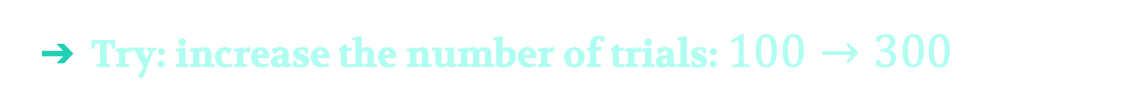 ➔ Try: increase the number of trials: 100 → 300